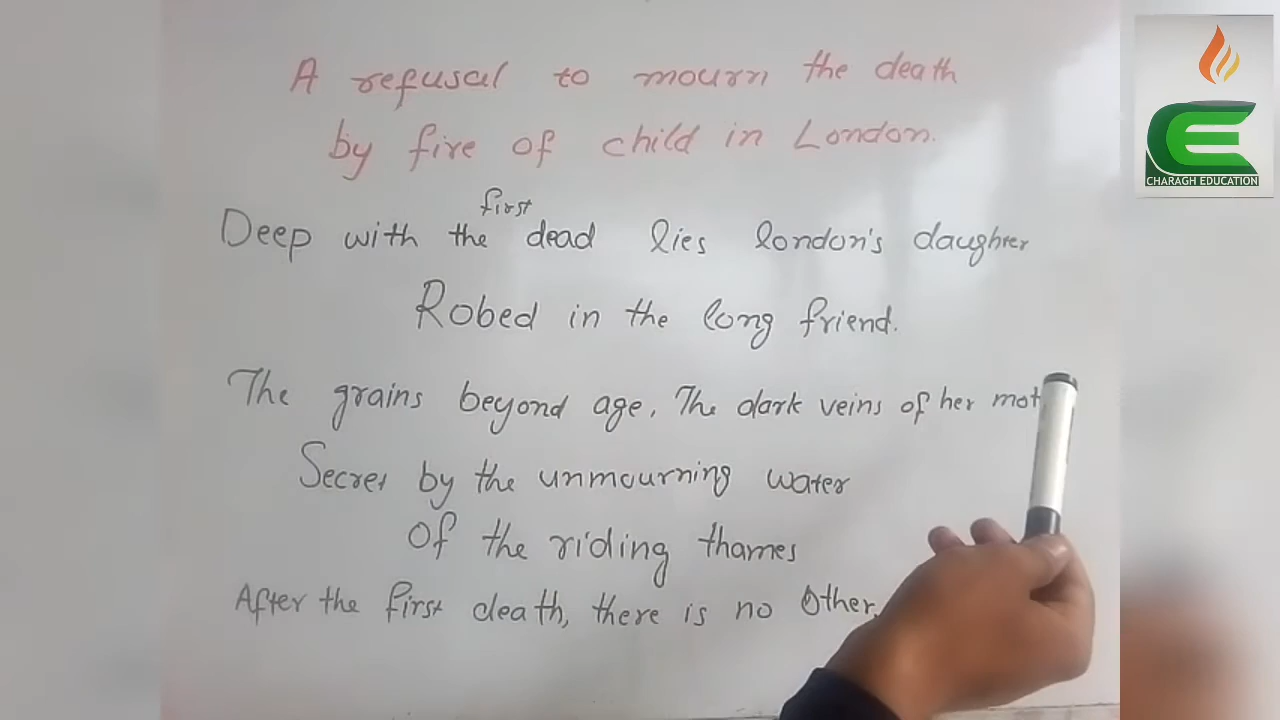 A refusal to mourn the death
by fire of child in London.
first
Deep with the dead lies london's daughter
Robed in the long friend.
The grains beyond age. The dark veins of her mot
Secret by the unmourning water
Of the riding thames
After the first death, there is no Other.
CHARAGH EDUCATION